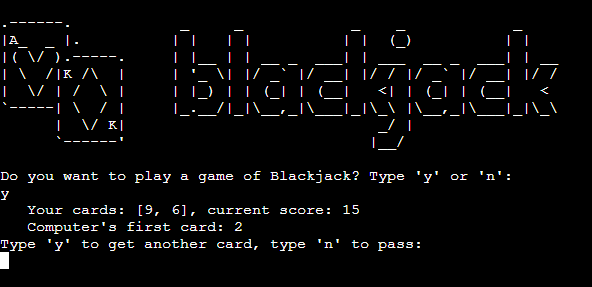 blackjack
A
K
K
Do you want to play a game of Blackjack? Type 'y' or 'n':
y
Your cards: [9, 6], current score: 15
Computer's first card: 2
Type 'y' to get another card, type 'n' to pass: